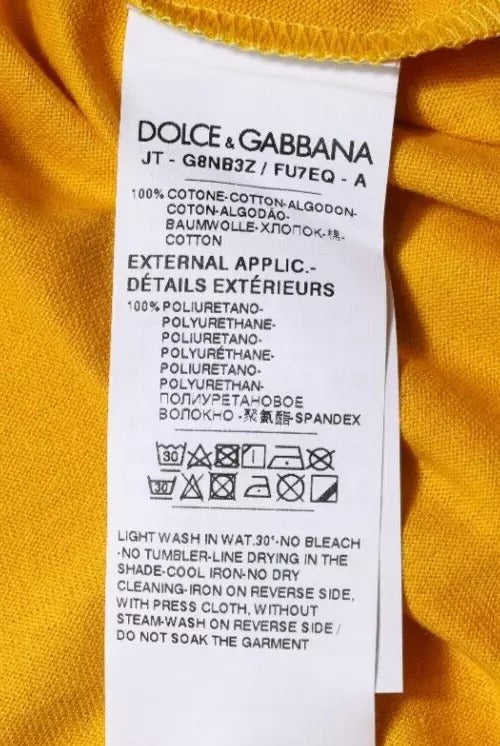 DOLCE & GABBANA
JT - G8NB3Z / FU7EQ - A
100% COTONE-COTTON-ALGODON-
COTON-ALGODÃO-
BAUMWOLLE-ХЛОПОК-棉-
COTTON
EXTERNAL APPLIC.-
DÉTAILS EXTÉRIEURS
100% POLIURETANO-
POLYURETHANE-
POLIURETANO-
POLYURÉTHANE-
POLIURETANO-
POLYURETHAN-
ПОЛИУРЕТАНОВОЕ
ВОЛОКНО -聚氨酯-SPANDEX
30
30
LIGHT WASH IN WAT.30°-NO BLEACH
-NO TUMBLER-LINE DRYING IN THE
SHADE-COOL IRON-NO DRY
CLEANING-IRON ON REVERSE SIDE,
WITH PRESS CLOTH, WITHOUT
STEAM-WASH ON REVERSE SIDE /
DO NOT SOAK THE GARMENT